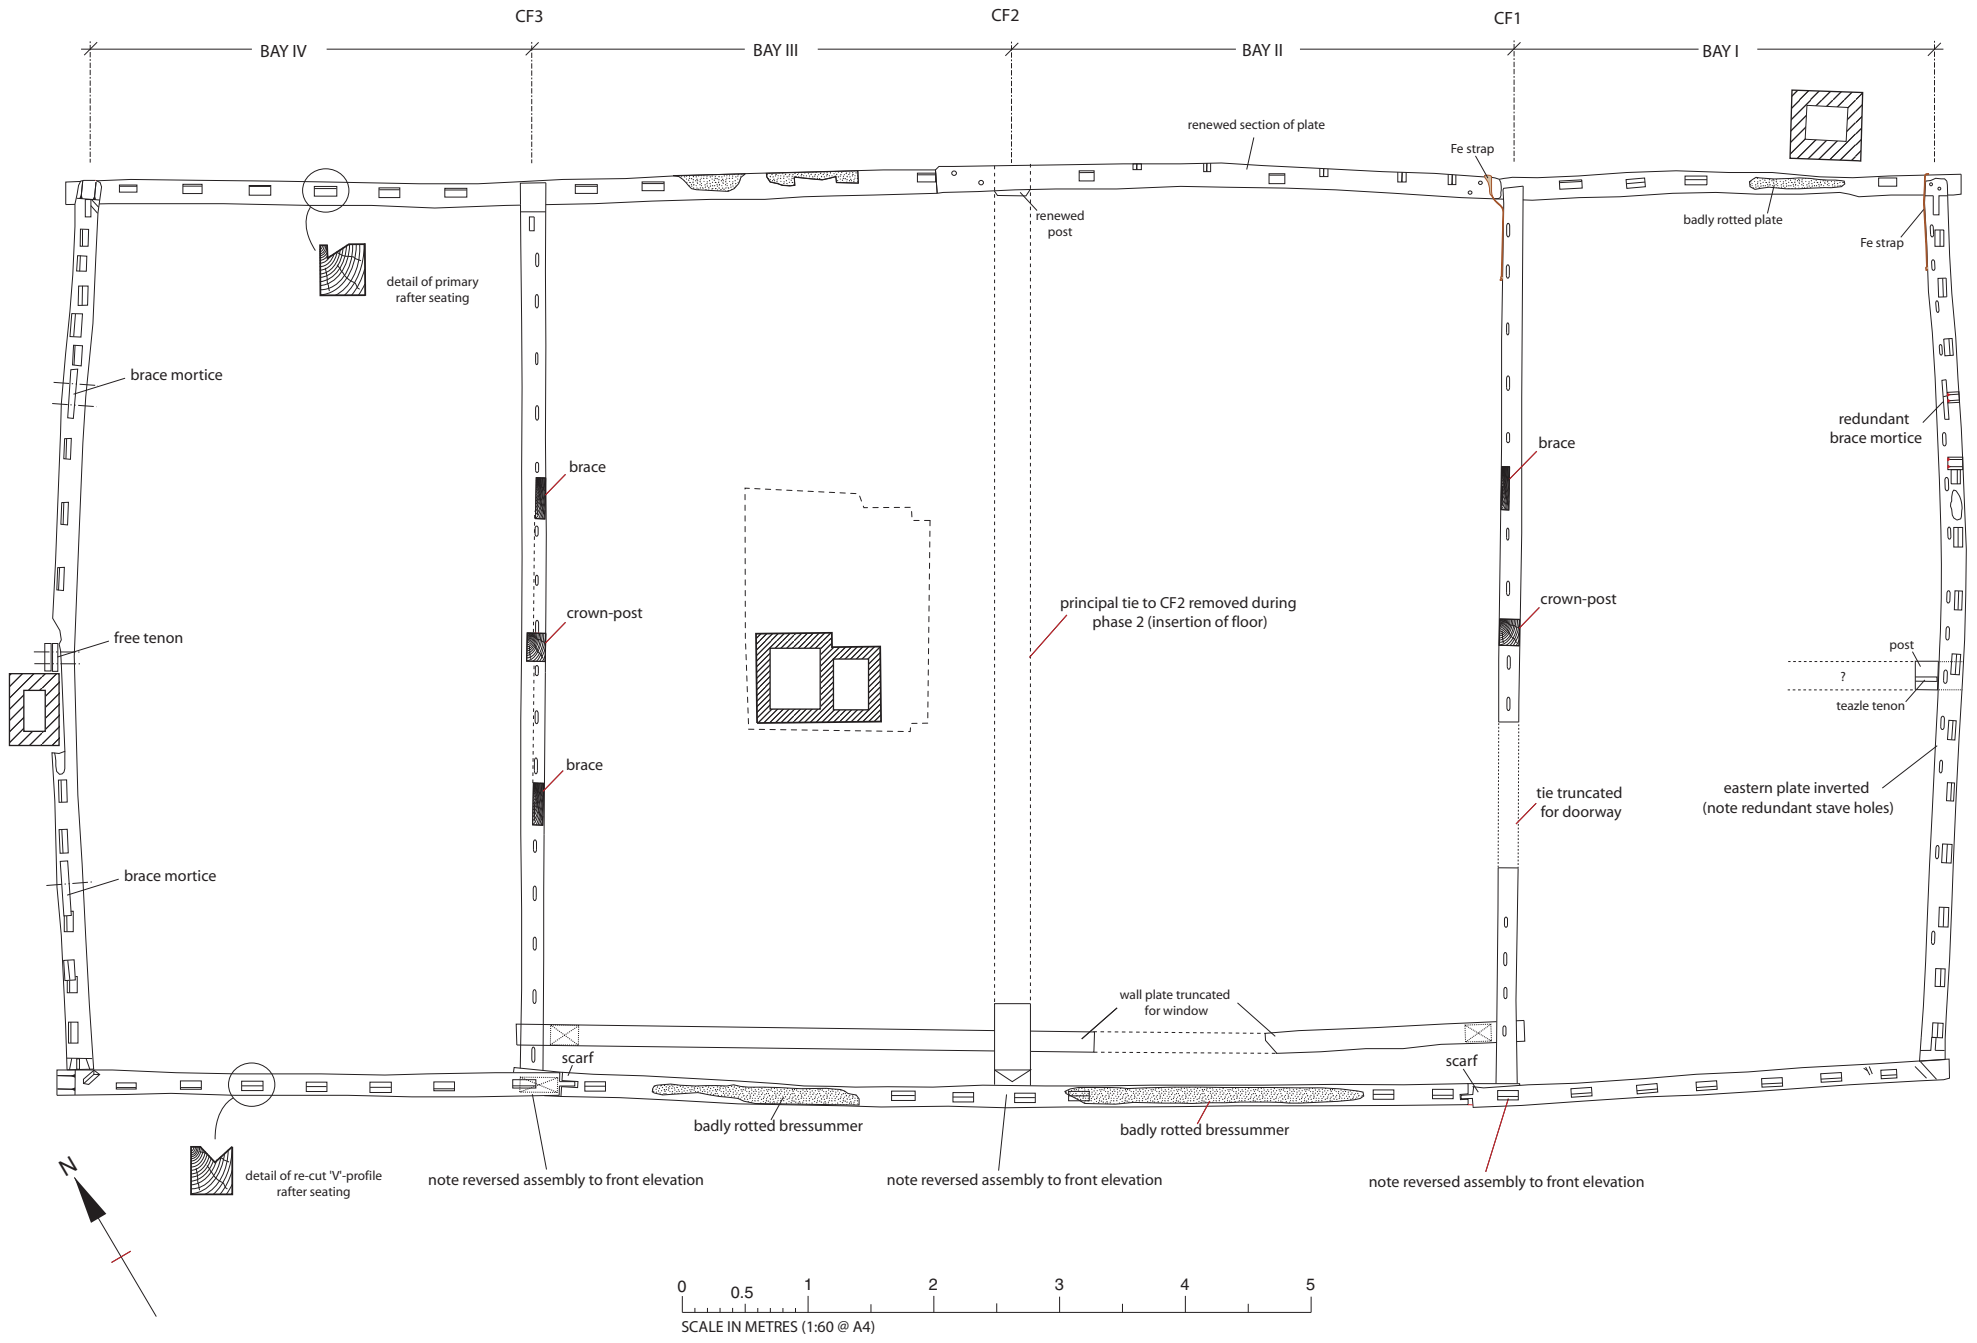 CF3
CF2
CF1
BAY IV
BAY III
BAY II
BAY I
renewed section of plate
Fe strap
renewed
post
badly rotted plate
Fe strap
detail of primary
rafter seating
brace mortice
redundant
brace mortice
brace
brace
crown-post
crown-post
principal tie to CF2 removed during
phase 2 (insertion of floor)
free tenon
post
?
teazle tenon
brace
tie truncated
for doorway
eastern plate inverted
(note redundant stave holes)
brace mortice
wall plate truncated
for window
scarf
scarf
badly rotted bressummer
badly rotted bressummer
N
detail of re-cut 'V'-profile
rafter seating
note reversed assembly to front elevation
note reversed assembly to front elevation
note reversed assembly to front elevation
0 0.5 1 2 3 4 5
SCALE IN METRES (1:60 @ A4)